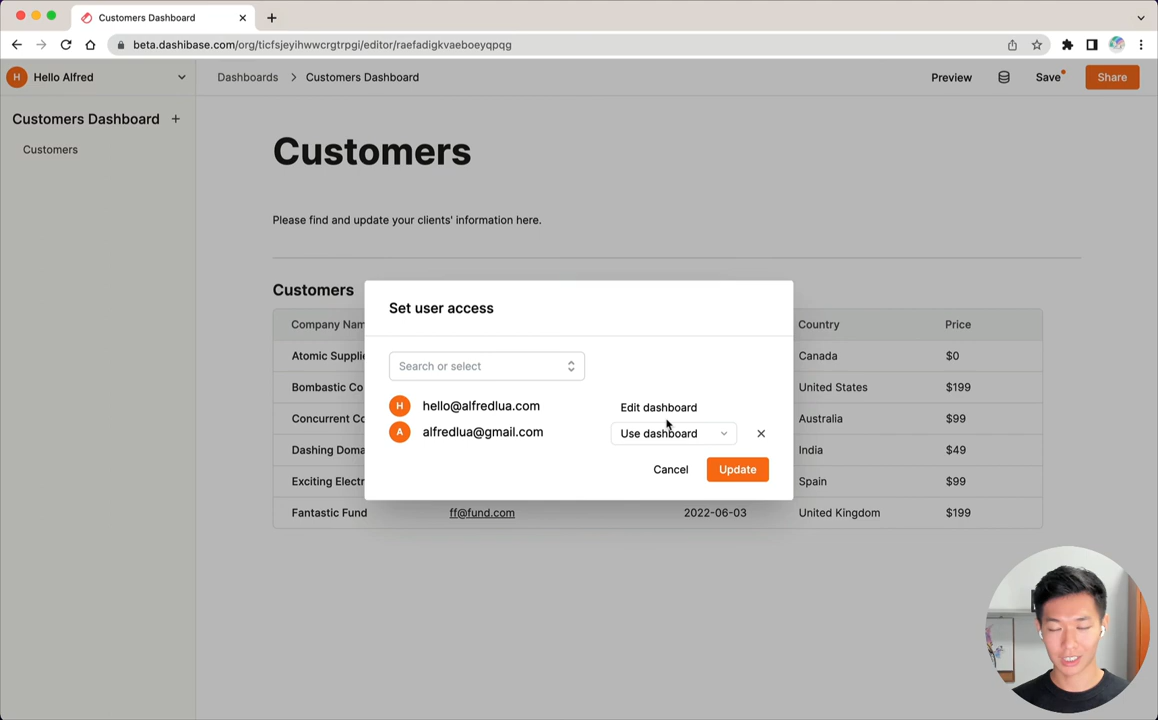 Customers Dashboard
beta.dashibase.com/org/ticfsjeyihwwcrgtrpgi/editor/raefadigkvaeboeyqpqg
H Hello Alfred
Dashboards > Customers Dashboard
Preview
Save
Share
Customers Dashboard +
Customers
Customers
Please find and update your clients' information here.
Customers
Company Nam Country Price
Atomic Supplie Canada $0
Bombastic Co United States $199
Concurrent Co Australia $99
Dashing Doma India $49
Exciting Electr Spain $99
Fantastic Fund ff@fund.com 2022-06-03 United Kingdom $199
Set user access
Search or select
H hello@alfredlua.com Edit dashboard
A alfredlua@gmail.com Use dashboard
Cancel Update